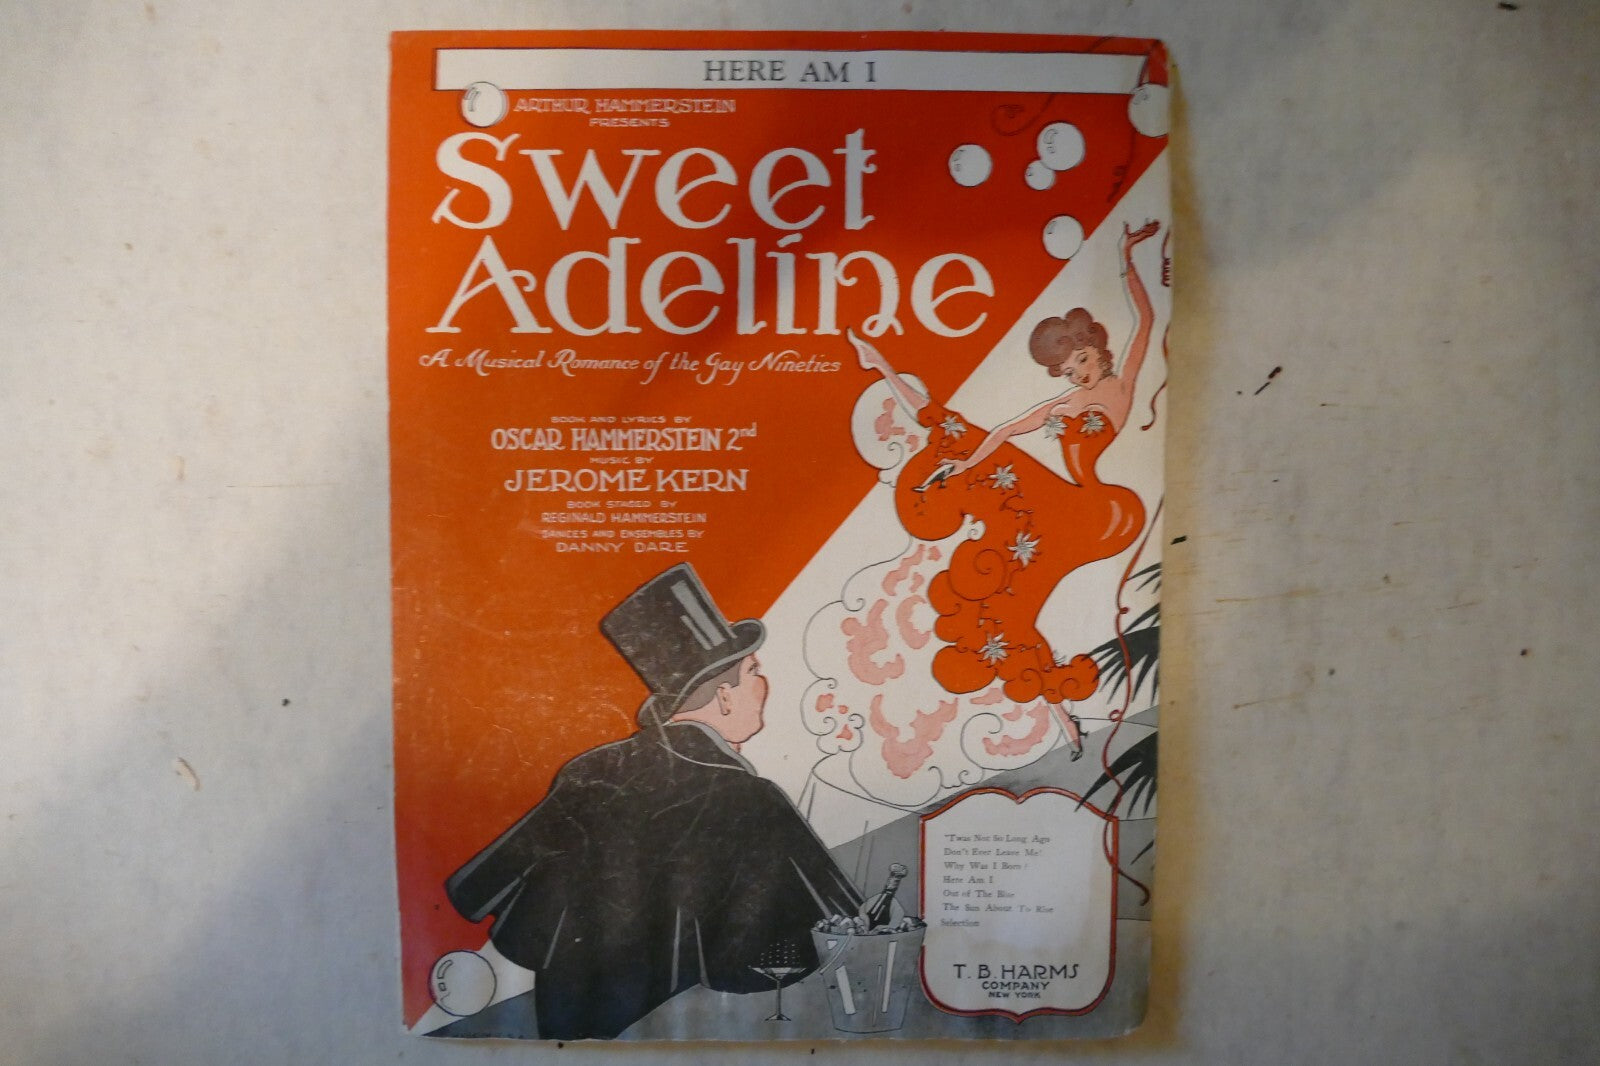 HERE AM I
ARTHUR HAMMERSTEIN
PRESENTS
Sweet
Adeline
A Musical Romance of the Gay Nineties
BOOK AND LYRICS BY
OSCAR HAMMERSTEIN 2nd
MUSIC BY
JEROME KERN
BOOK STAGED BY
REGINALD HAMMERSTEIN
DANCES AND ENSEMBLES BY
DANNY DARE
'Twas Not So Long Ago
Don't Ever Leave Me!
Why Was I Born?
Here Am I
Out of The Blue
The Sun About To Rise
Selection
T. B. HARMS
COMPANY
NEW YORK